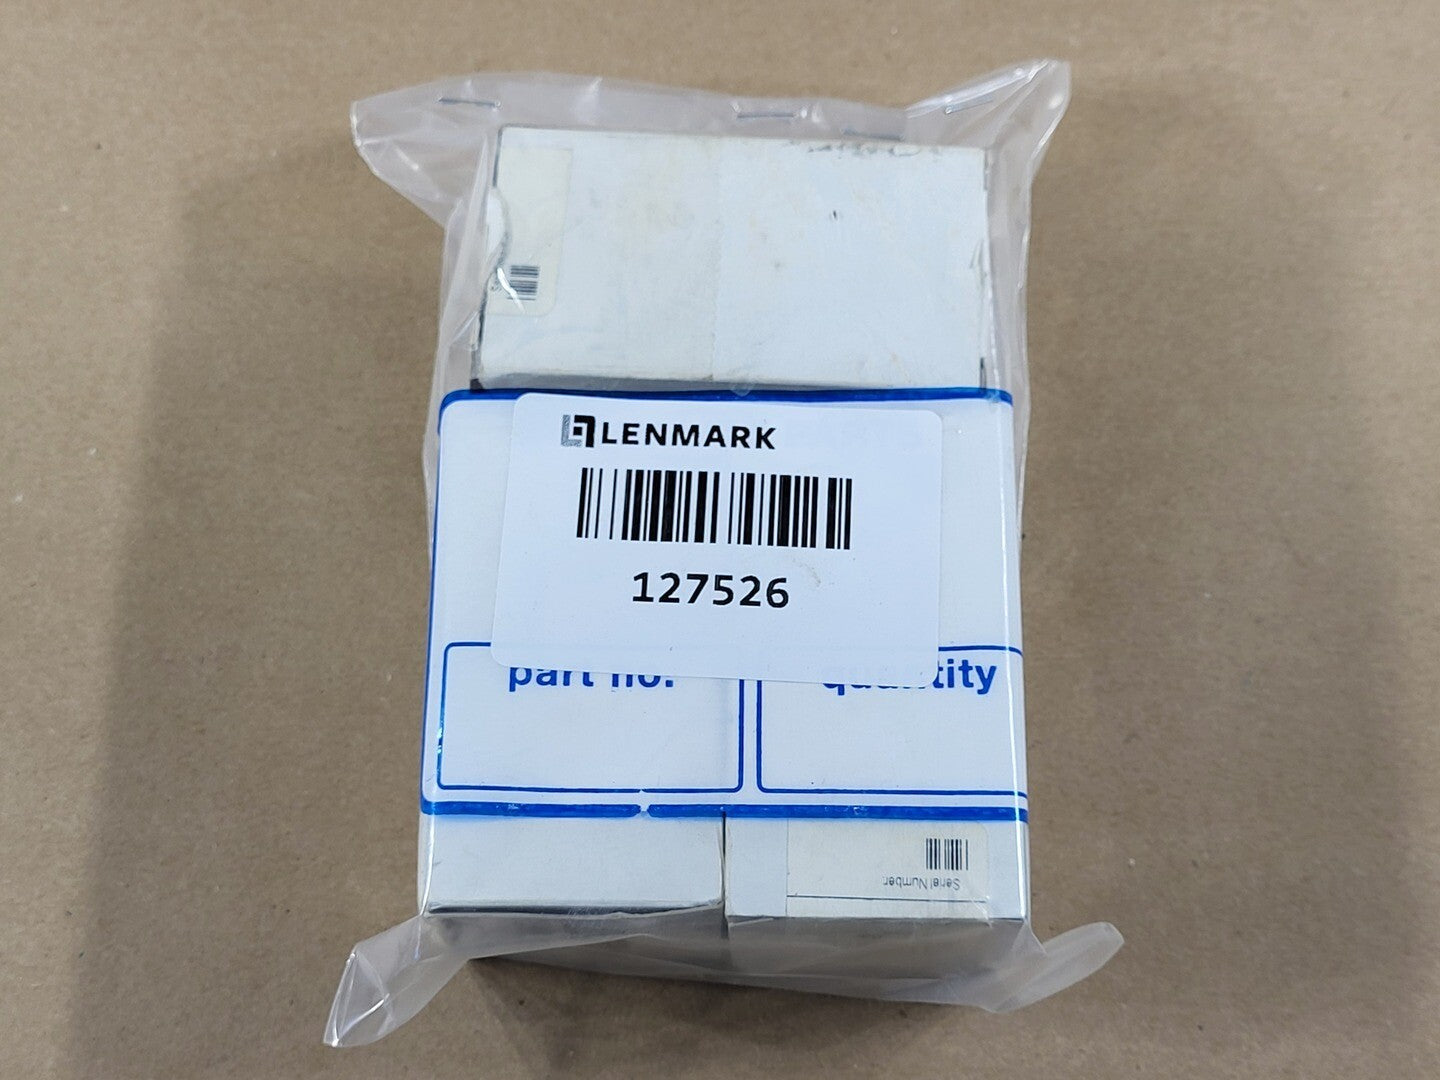 LENMARK
127526
part no.
quantity
Serial Number: